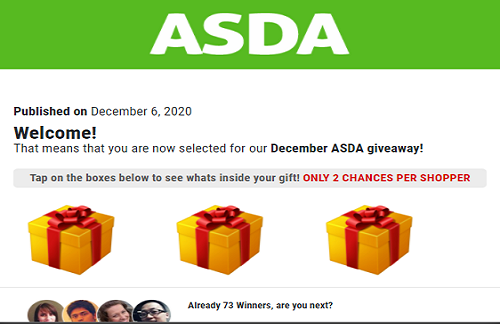 ASDA
Published on December 6, 2020
Welcome!
That means that you are now selected for our December ASDA giveaway!
Tap on the boxes below to see whats inside your gift! ONLY 2 CHANCES PER SHOPPER
Already 73 Winners, are you next?